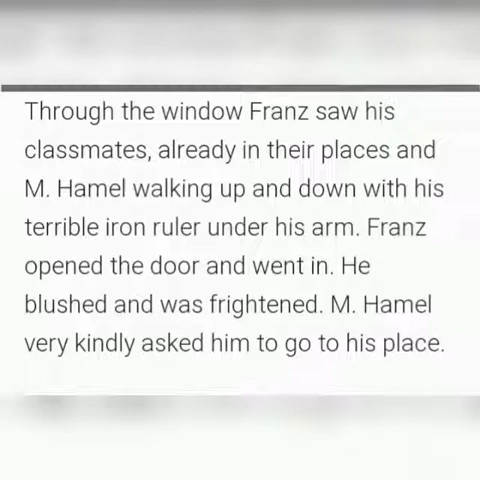 Through the window Franz saw his
classmates, already in their places and
M. Hamel walking up and down with his
terrible iron ruler under his arm. Franz
opened the door and went in. He
blushed and was frightened. M. Hamel
very kindly asked him to go to his place.